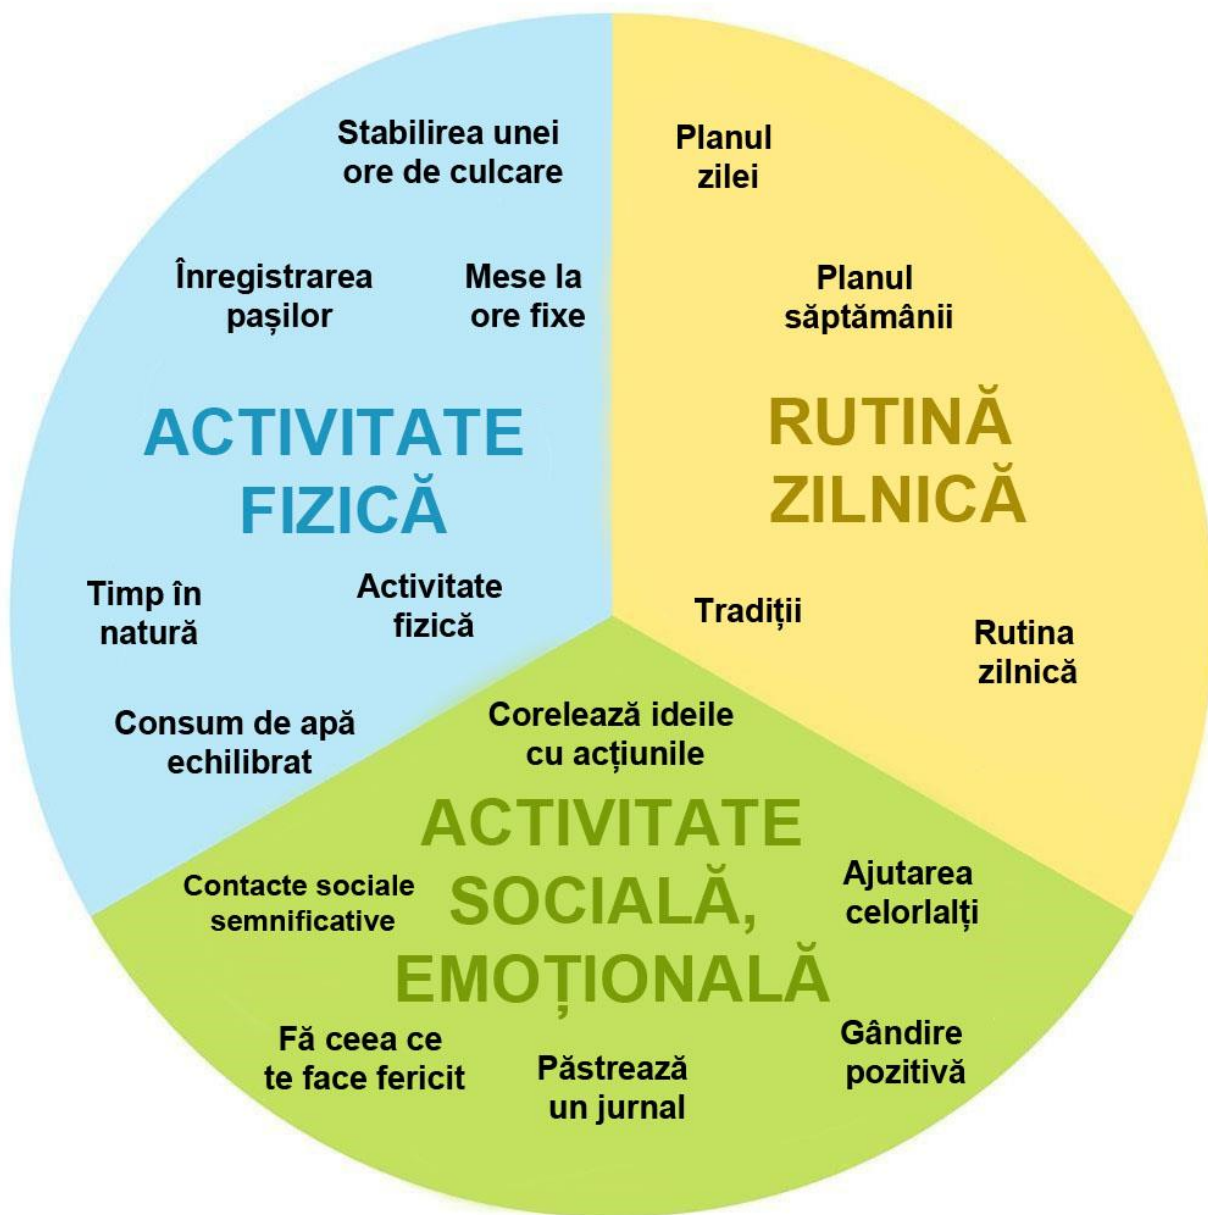 Stabilirea unei
ore de culcare
Înregistrarea
pașilor
Mese la
ore fixe
ACTIVITATE
FIZICĂ
Timp în
natură
Activitate
fizică
Consum de apă
echilibrat
Planul
zilei
Planul
săptămânii
RUTINĂ
ZILNICĂ
Tradiții
Rutina
zilnică
Corelează ideile
cu acțiunile
ACTIVITATE
SOCIALĂ,
EMOȚIONALĂ
Contacte sociale
semnificative
Ajutarea
celorlalți
Fă ceea ce
te face fericit
Păstrează
un jurnal
Gândire
pozitivă